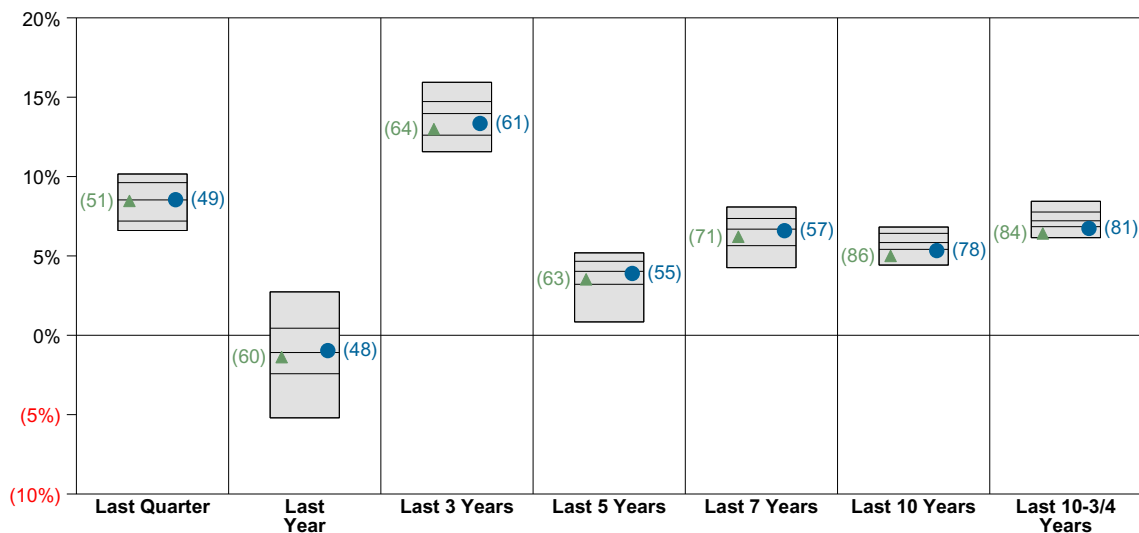 20%
15%
10%
5%
0%
(5%)
(10%)
(51)
(49)
(60)
(48)
(64)
(61)
(63)
(55)
(71)
(57)
(86)
(78)
(84)
(81)
Last Quarter
Last
Year
Last 3 Years
Last 5 Years
Last 7 Years
Last 10 Years
Last 10-3/4
Years